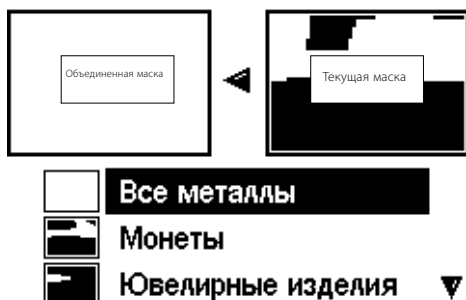 Объединенная маска
Текущая маска
Все металлы
Монеты
Ювелирные изделия